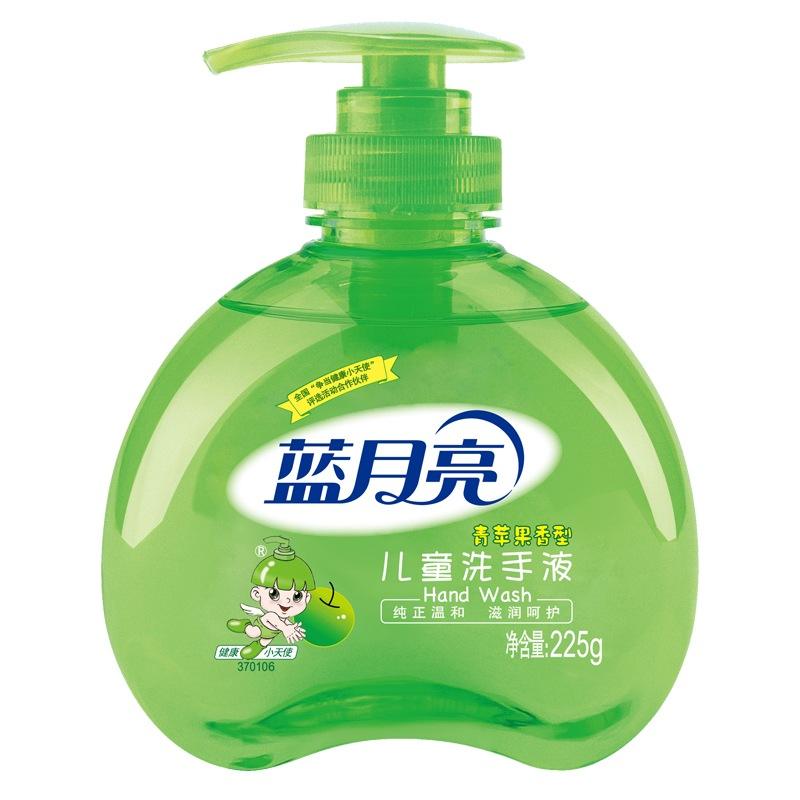 全国“争当健康小天使”
评选活动合作伙伴
蓝月亮
青苹果香型
儿童洗手液
Hand Wash
纯正温和 滋润呵护
净含量:225g
®
健康 小天使
370106